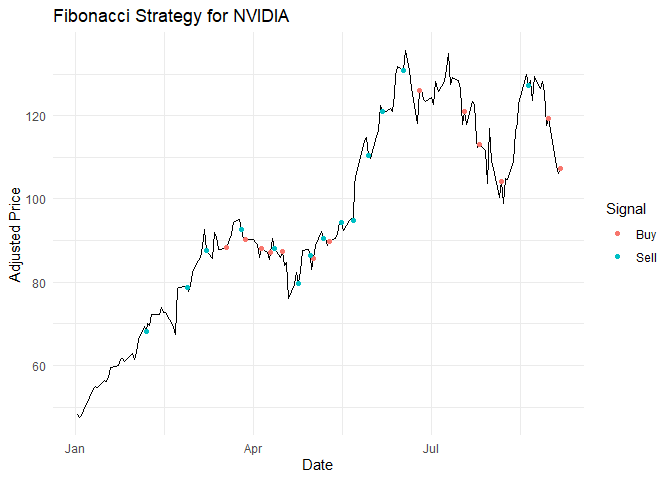 Fibonacci Strategy for NVIDIA
Adjusted Price
120
100
80
60
Jan
Apr
Jul
Date
Signal
Buy
Sell